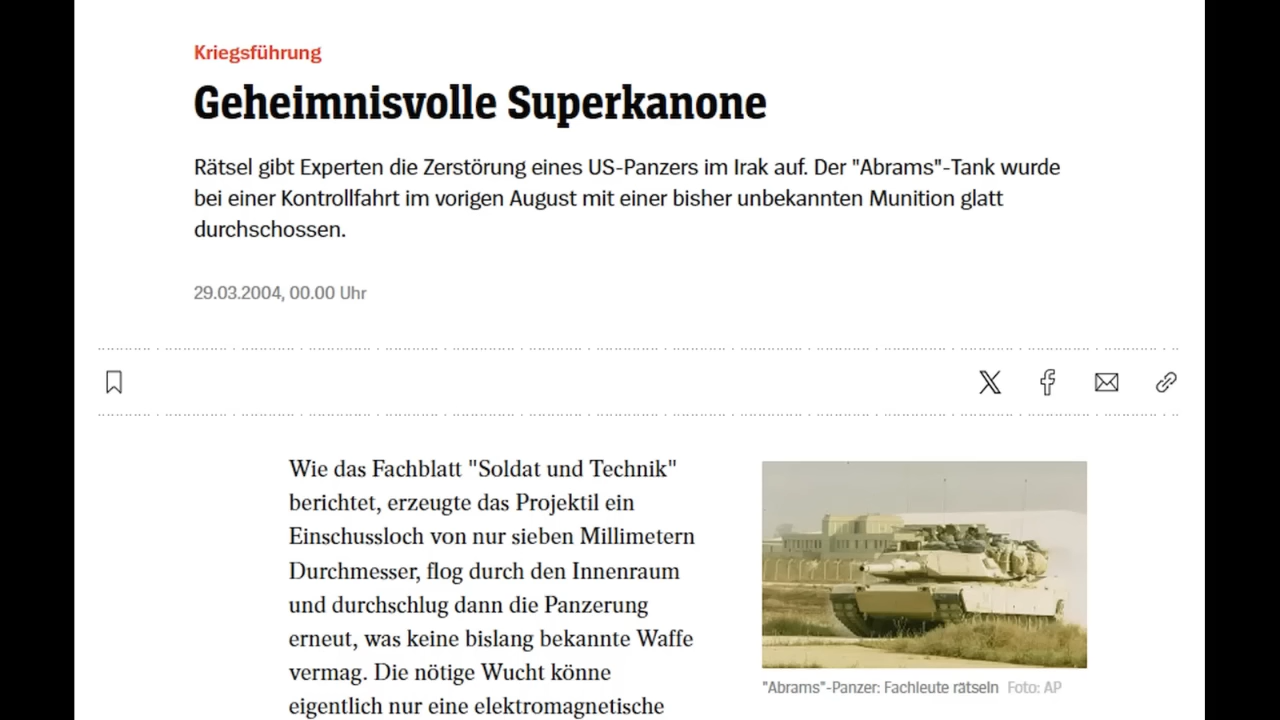 Kriegsführung
Geheimnisvolle Superkanone
Rätsel gibt Experten die Zerstörung eines US-Panzers im Irak auf. Der "Abrams"-Tank wurde
bei einer Kontrollfahrt im vorigen August mit einer bisher unbekannten Munition glatt
durchschossen.
29.03.2004, 00.00 Uhr
Wie das Fachblatt "Soldat und Technik"
berichtet, erzeugte das Projektil ein
Einschussloch von nur sieben Millimetern
Durchmesser, flog durch den Innenraum
und durchschlug dann die Panzerung
erneut, was keine bislang bekannte Waffe
vermag. Die nötige Wucht könne
eigentlich nur eine elektromagnetische
"Abrams"-Panzer: Fachleute rätseln Foto: AP